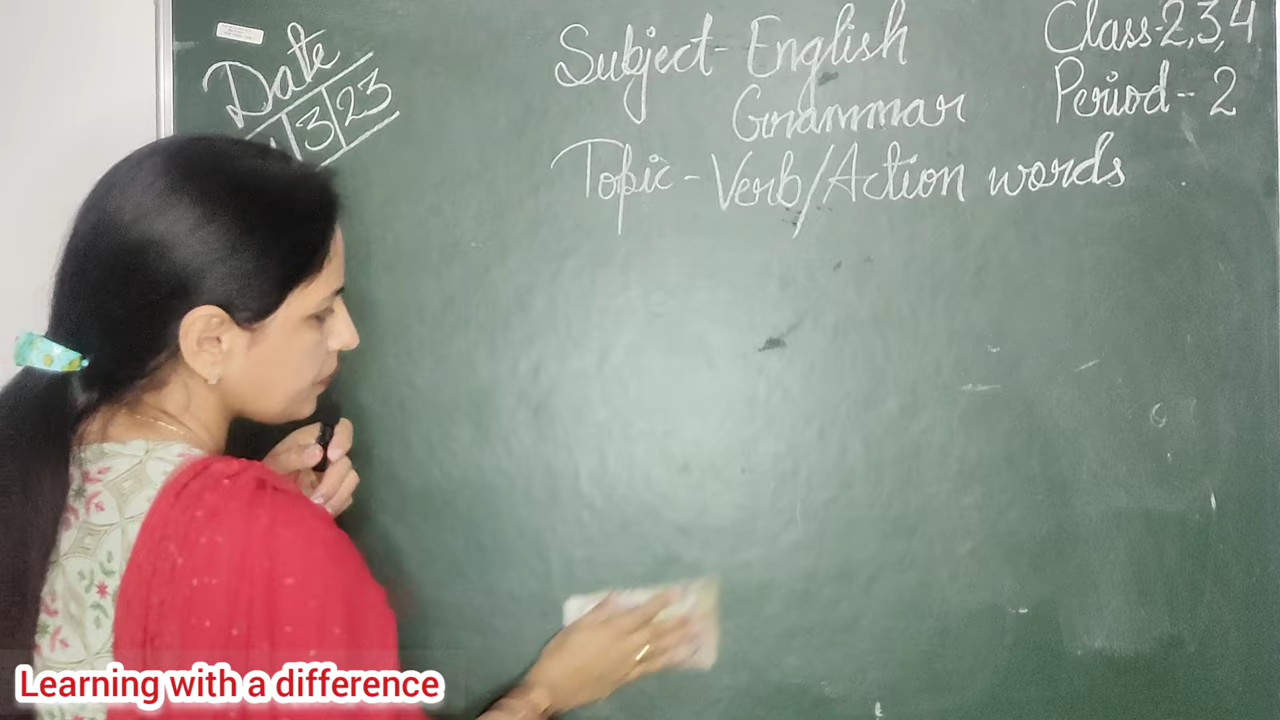 Date
3/23
Subject- English
Grammar
Class-2,3,4
Period-2
Topic-Verb/Action words
Learning with a difference